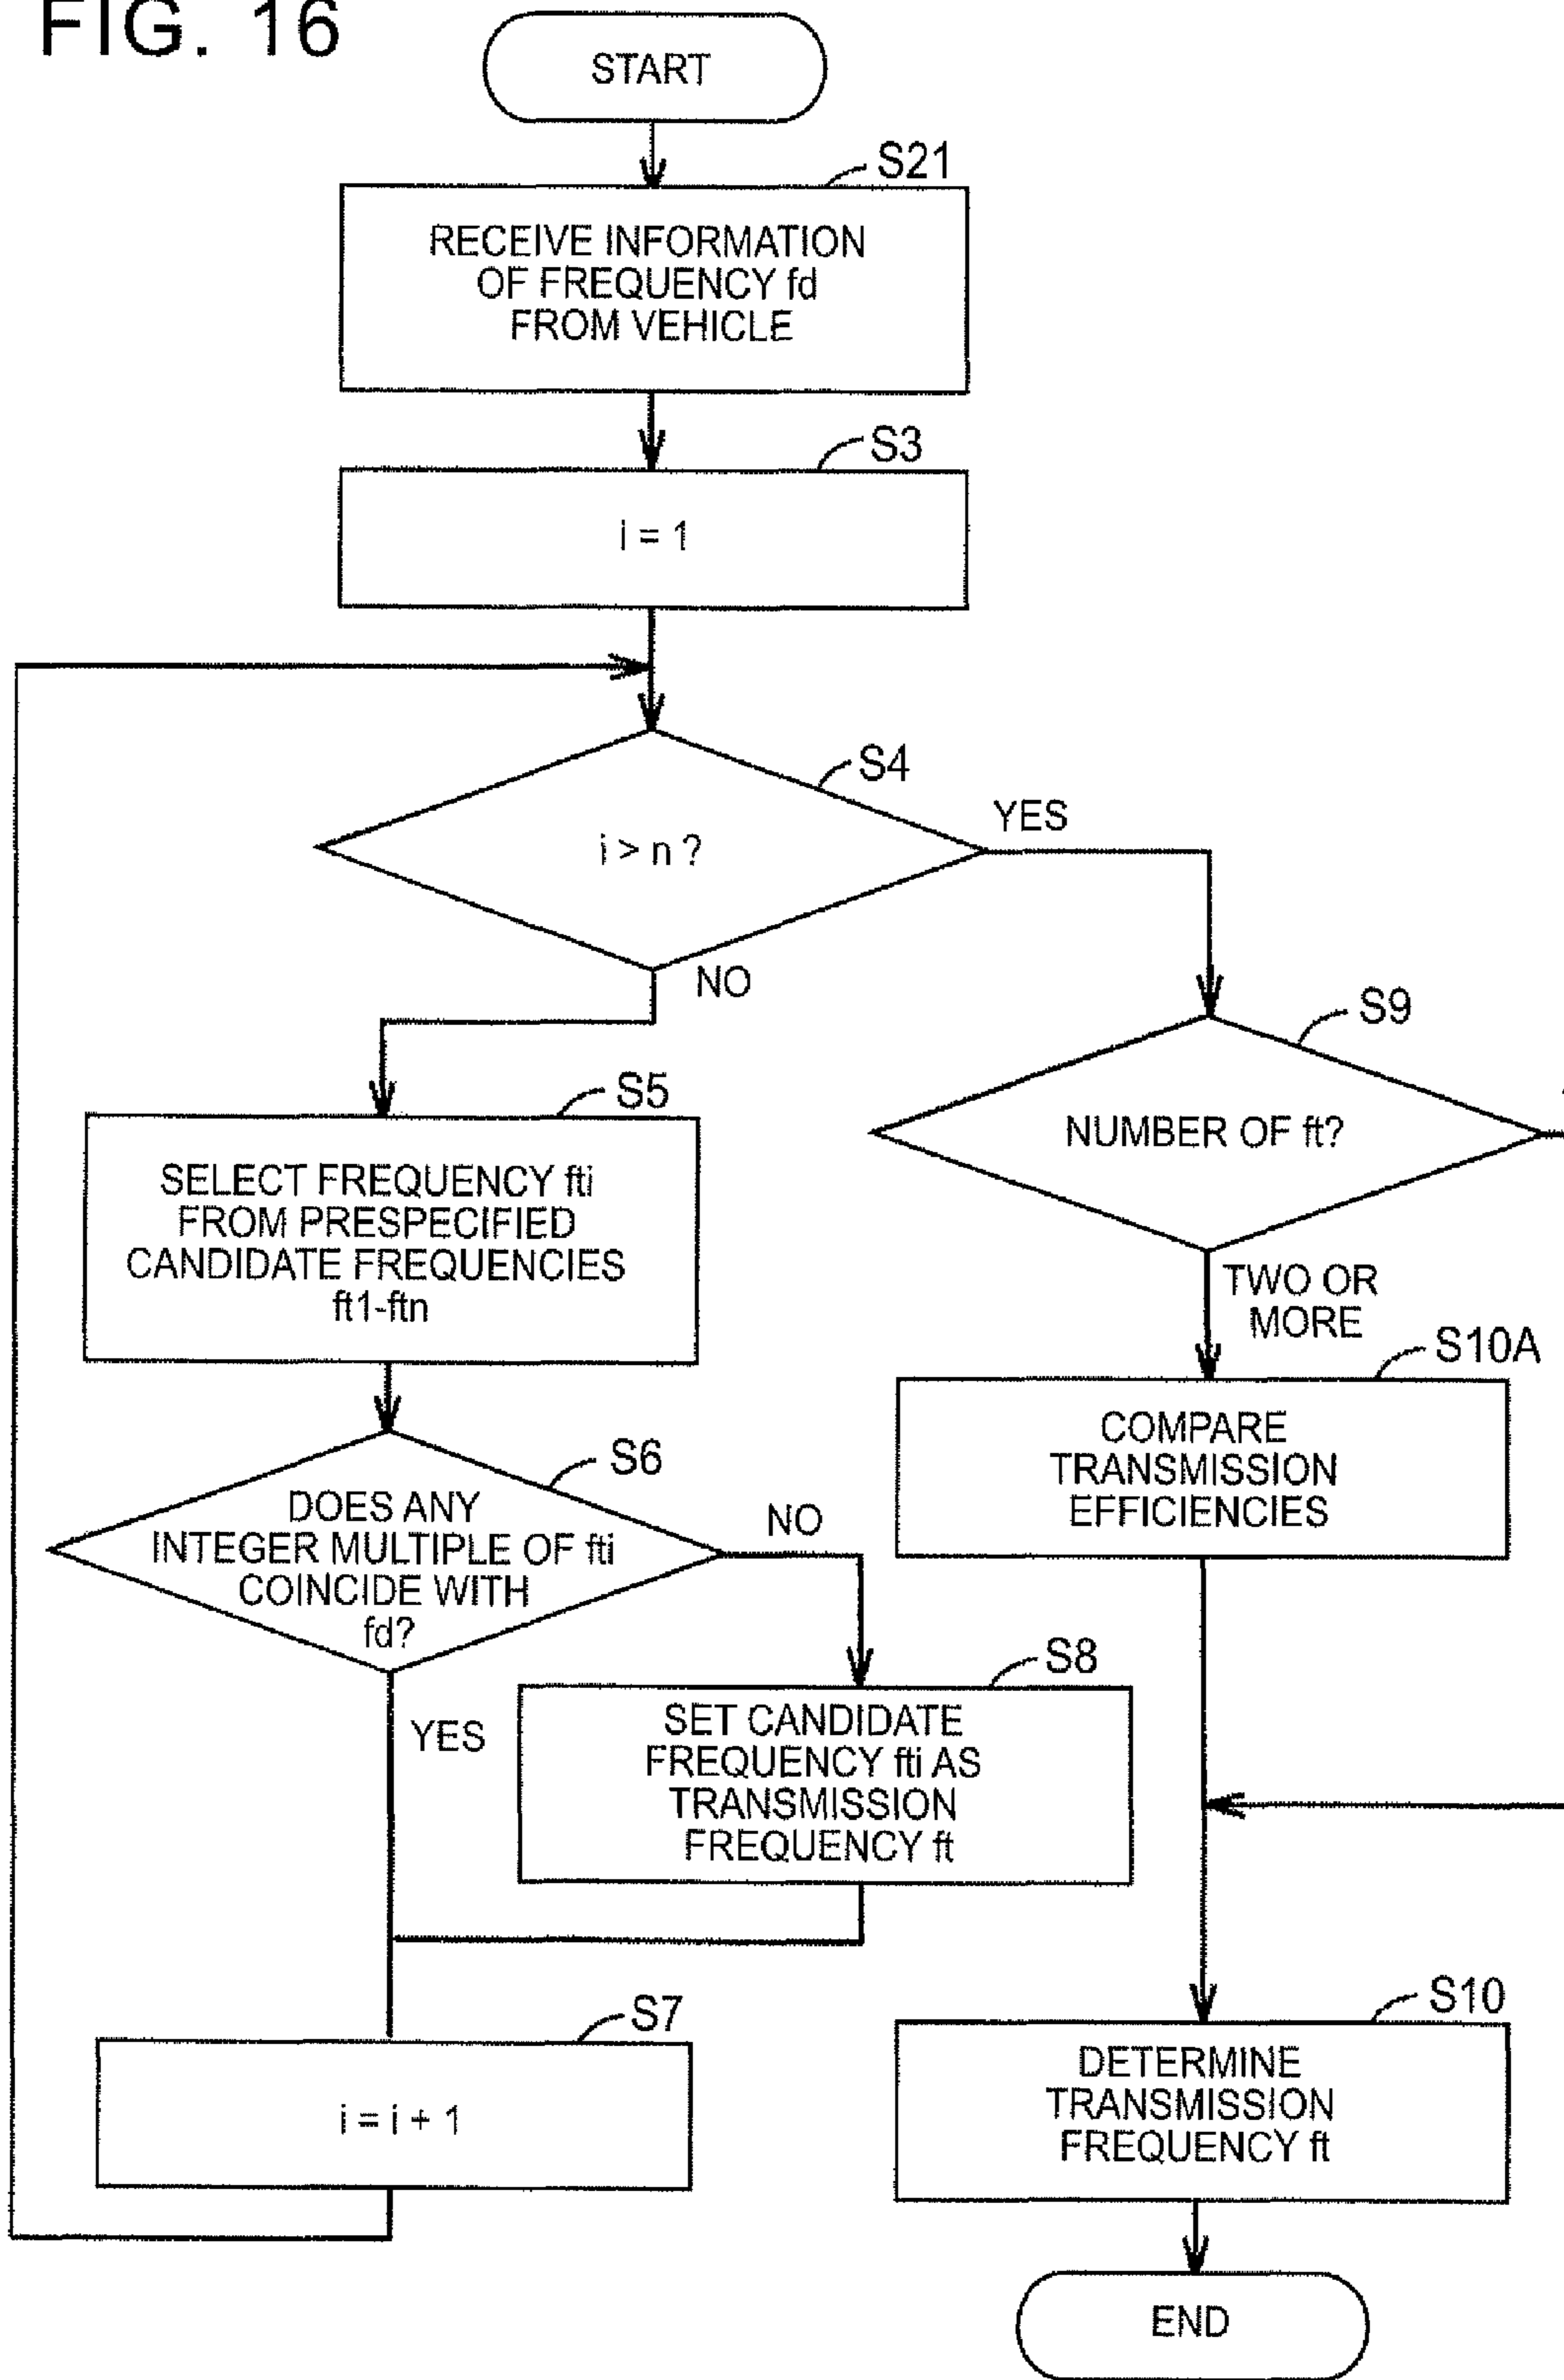 FIG. 16
START
S21
RECEIVE INFORMATION
OF FREQUENCY fd
FROM VEHICLE
S3
i = 1
S4
i > n ?
YES
NO
S9
NUMBER OF ft?
TWO OR
MORE
S5
SELECT FREQUENCY fti
FROM PRESPECIFIED
CANDIDATE FREQUENCIES
ft1-ftn
S10A
COMPARE
TRANSMISSION
EFFICIENCIES
S6
DOES ANY
INTEGER MULTIPLE OF fti
COINCIDE WITH
fd?
NO
YES
S8
SET CANDIDATE
FREQUENCY fti AS
TRANSMISSION
FREQUENCY ft
S7
i = i + 1
S10
DETERMINE
TRANSMISSION
FREQUENCY ft
END